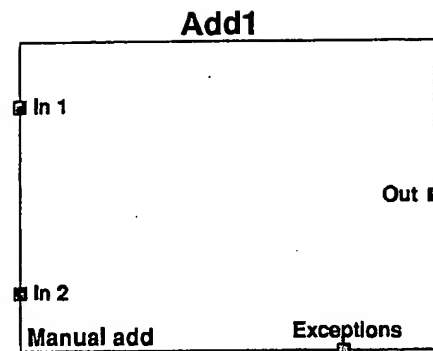 Add1
In 1
Out
In 2
Manual add
Exceptions